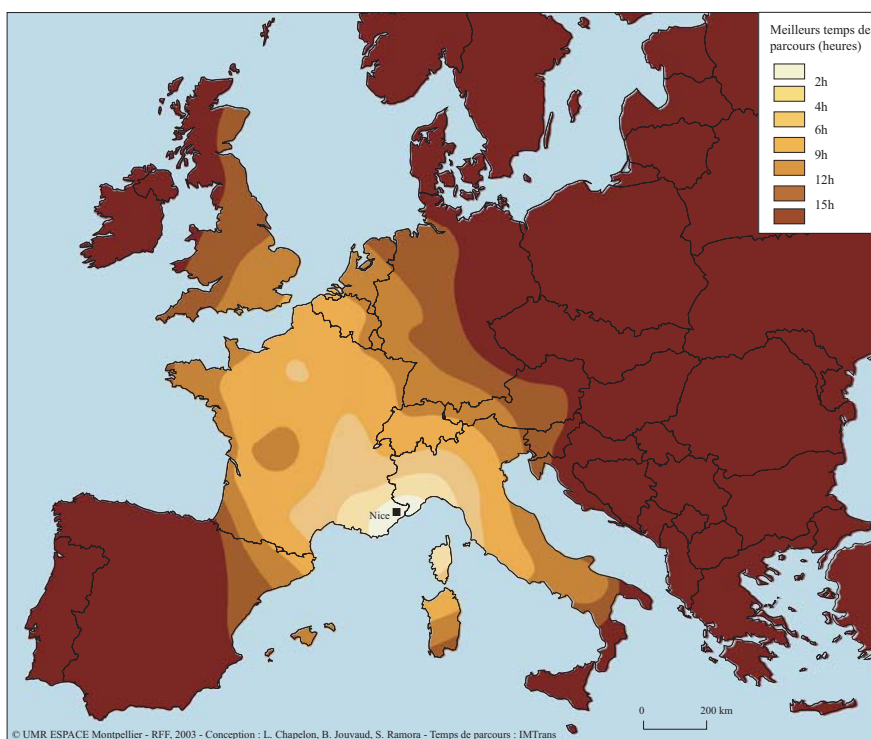 Meilleurs temps de
parcours (heures)
2h
4h
6h
9h
12h
15h
Nice
0 200 km
© UMR ESPACE Montpellier - RFF, 2003 - Conception : L. Chapelon, B. Jouvaud, S. Ramora - Temps de parcours : IMTrans